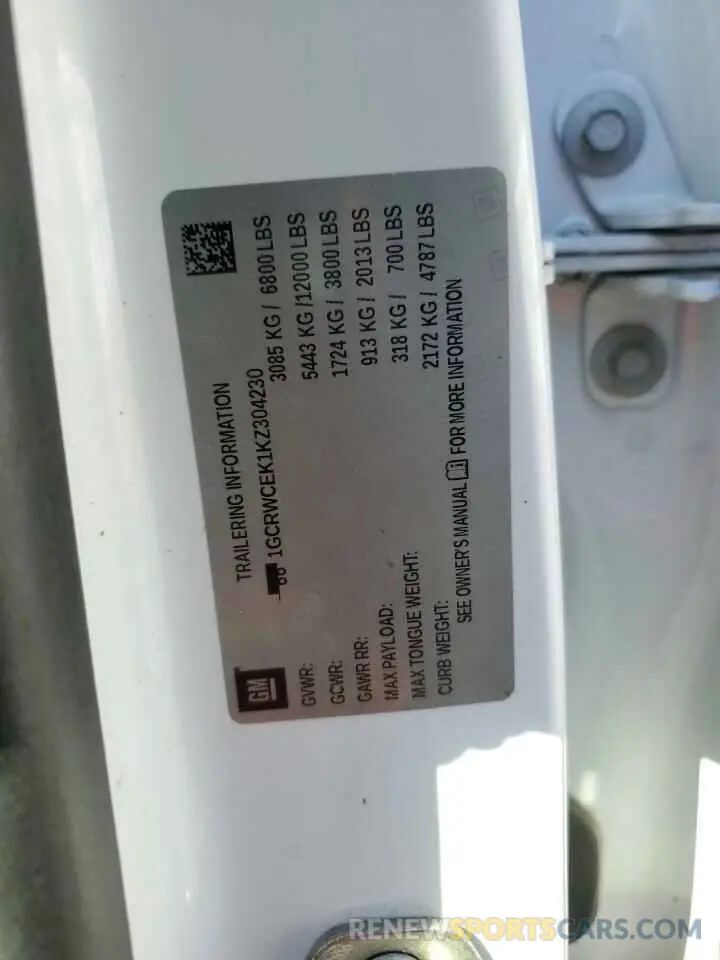 TRAILERING INFORMATION
1GCRWCEK1KZ304230
GM
GVWR: 3085 KG / 6800 LBS
GCWR: 5443 KG /12000 LBS
GAWR RR: 1724 KG / 3800 LBS
MAX PAYLOAD: 913 KG / 2013 LBS
MAX TONGUE WEIGHT: 318 KG / 700 LBS
CURB WEIGHT: 2172 KG / 4787 LBS
SEE OWNER'S MANUAL FOR MORE INFORMATION
RENEWSPORTSCARS.COM